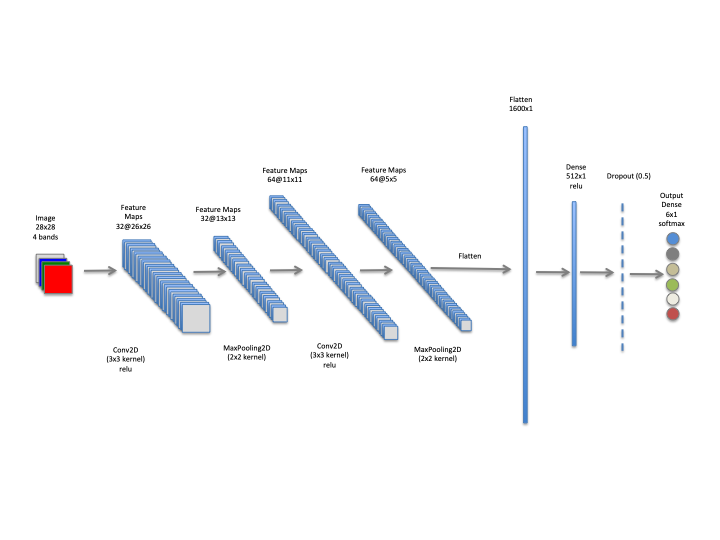 Image
28x28
4 bands
Feature
Maps
32@26x26
Conv2D
(3x3 kernel)
relu
Feature Maps
32@13x13
MaxPooling2D
(2x2 kernel)
Feature Maps
64@11x11
Conv2D
(3x3 kernel)
relu
Feature Maps
64@5x5
MaxPooling2D
(2x2 kernel)
Flatten
Flatten
1600x1
Dense
512x1
relu
Dropout (0.5)
Output
Dense
6x1
softmax